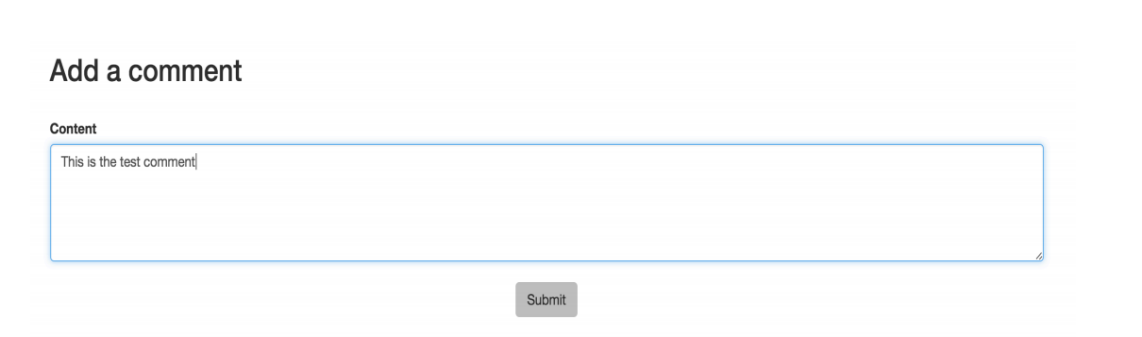 Add a comment
Content
This is the test comment
Submit